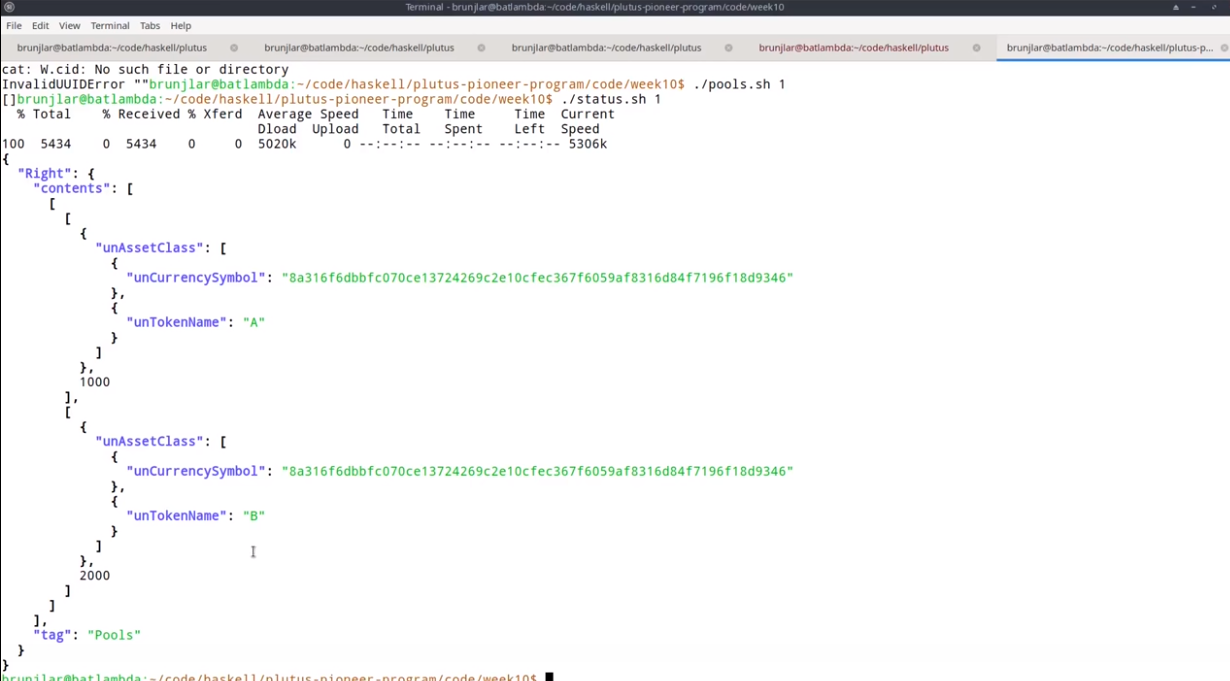 Terminal - brunjlar@batlambda:~/code/haskell/plutus-pioneer-program/code/week10
File Edit View Terminal Tabs Help
brunjlar@batlambda:~/code/haskell/plutus brunjlar@batlambda:~/code/haskell/plutus brunjlar@batlambda:~/code/haskell/plutus brunjlar@batlambda:~/code/haskell/plutus brunjlar@batlambda:~/code/haskell/plutus-p...
cat: W.cid: No such file or directory
InvalidUUIDError ""brunjlar@batlambda:~/code/haskell/plutus-pioneer-program/code/week10$ ./pools.sh 1
[]brunjlar@batlambda:~/code/haskell/plutus-pioneer-program/code/week10$ ./status.sh 1
  % Total    % Received % Xferd  Average Speed   Time    Time     Time  Current
                                 Dload  Upload   Total   Spent    Left  Speed
100  5434    0  5434    0     0  5020k      0 --:--:-- --:--:-- --:--:-- 5306k
{
  "Right": {
    "contents": [
      [
        [
          {
            "unAssetClass": [
              {
                "unCurrencySymbol": "8a316f6dbbfc070ce13724269c2e10cfec367f6059af8316d84f7196f18d9346"
              },
              {
                "unTokenName": "A"
              }
            ]
          },
          1000
        ],
        [
          {
            "unAssetClass": [
              {
                "unCurrencySymbol": "8a316f6dbbfc070ce13724269c2e10cfec367f6059af8316d84f7196f18d9346"
              },
              {
                "unTokenName": "B"
              }
            ]
          },
          2000
        ]
      ]
    ],
    "tag": "Pools"
  }
}
brunjlar@batlambda:~/code/haskell/plutus-pioneer-program/code/week10$